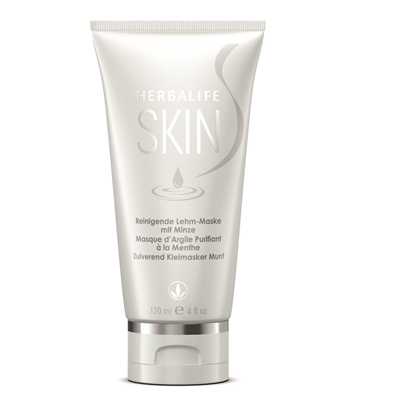 HERBALIFE
SKIN
Reinigende Lehm-Maske
mit Minze
Masque d'Argile Purifiant
à la Menthe
Zuiverend Kleimasker Munt
120 ml e 4 fl oz